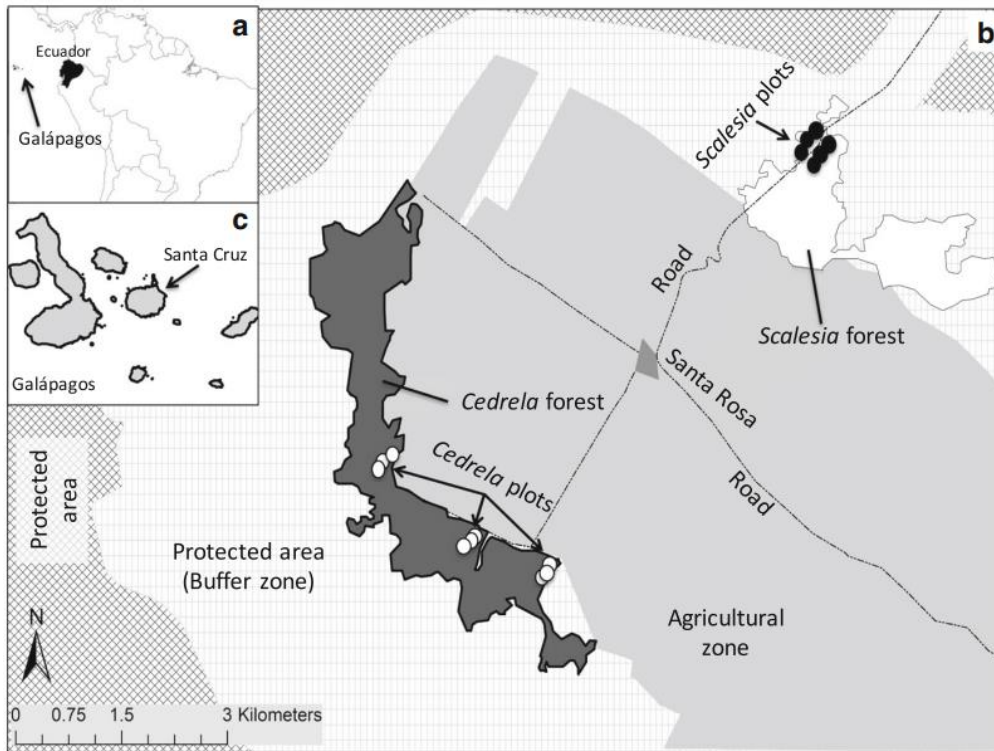 a
Ecuador
Galápagos
c
Santa Cruz
Galápagos
b
Scalesia plots
Road
Scalesia forest
Santa Rosa
Road
Cedrela forest
Cedrela plots
Protected
area
Protected area
(Buffer zone)
Agricultural
zone
N
0 0.75 1.5 3 Kilometers